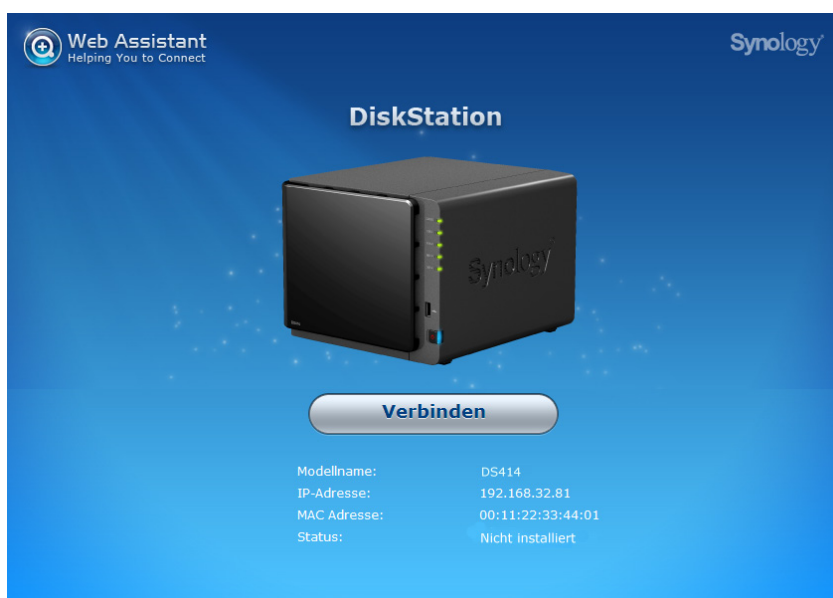 Web Assistant
Helping You to Connect
Synology
DiskStation
Synology
Verbinden
Modellname: DS414
IP-Adresse: 192.168.32.81
MAC Adresse: 00:11:22:33:44:01
Status: Nicht installiert